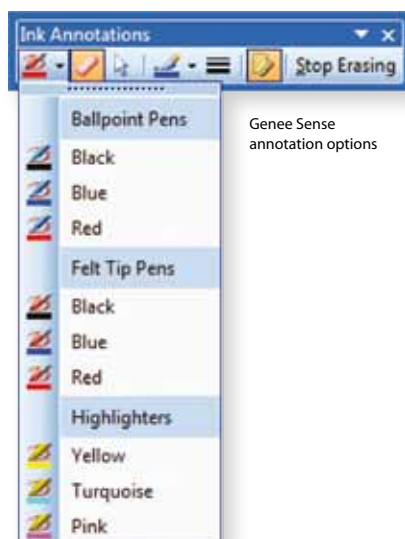 Ink Annotations
Stop Erasing
Ballpoint Pens
Black
Blue
Red
Felt Tip Pens
Black
Blue
Red
Highlighters
Yellow
Turquoise
Pink
Genee Sense
annotation options